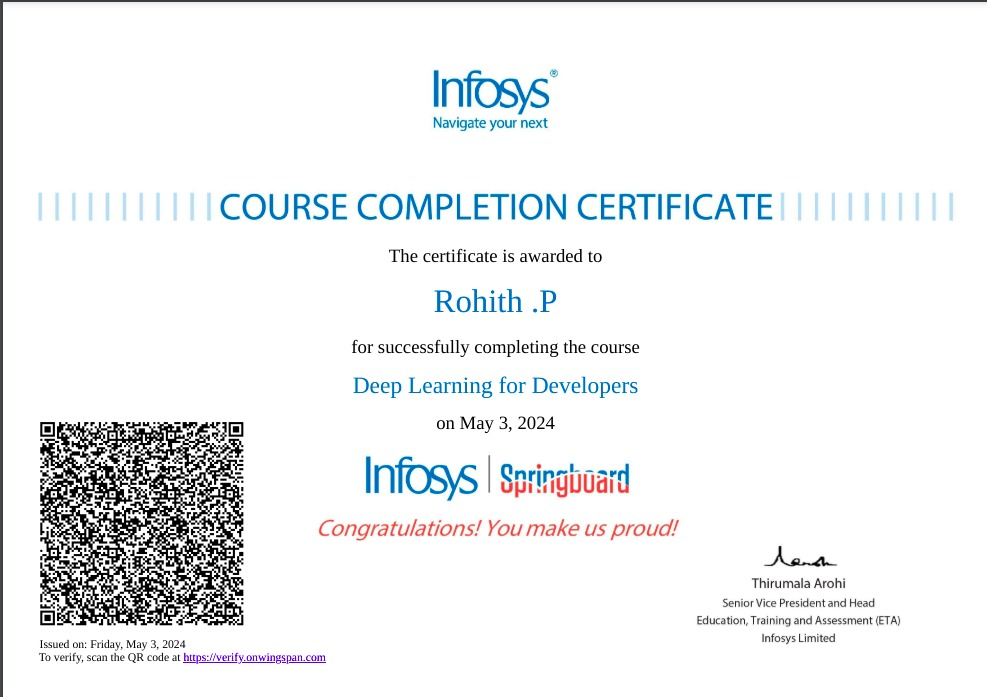 Infosys®
Navigate your next
COURSE COMPLETION CERTIFICATE
The certificate is awarded to
Rohith .P
for successfully completing the course
Deep Learning for Developers
on May 3, 2024
Infosys | Springboard
Congratulations! You make us proud!
Thirumala Arohi
Senior Vice President and Head
Education, Training and Assessment (ETA)
Infosys Limited
Issued on: Friday, May 3, 2024
To verify, scan the QR code at https://verify.onwingspan.com